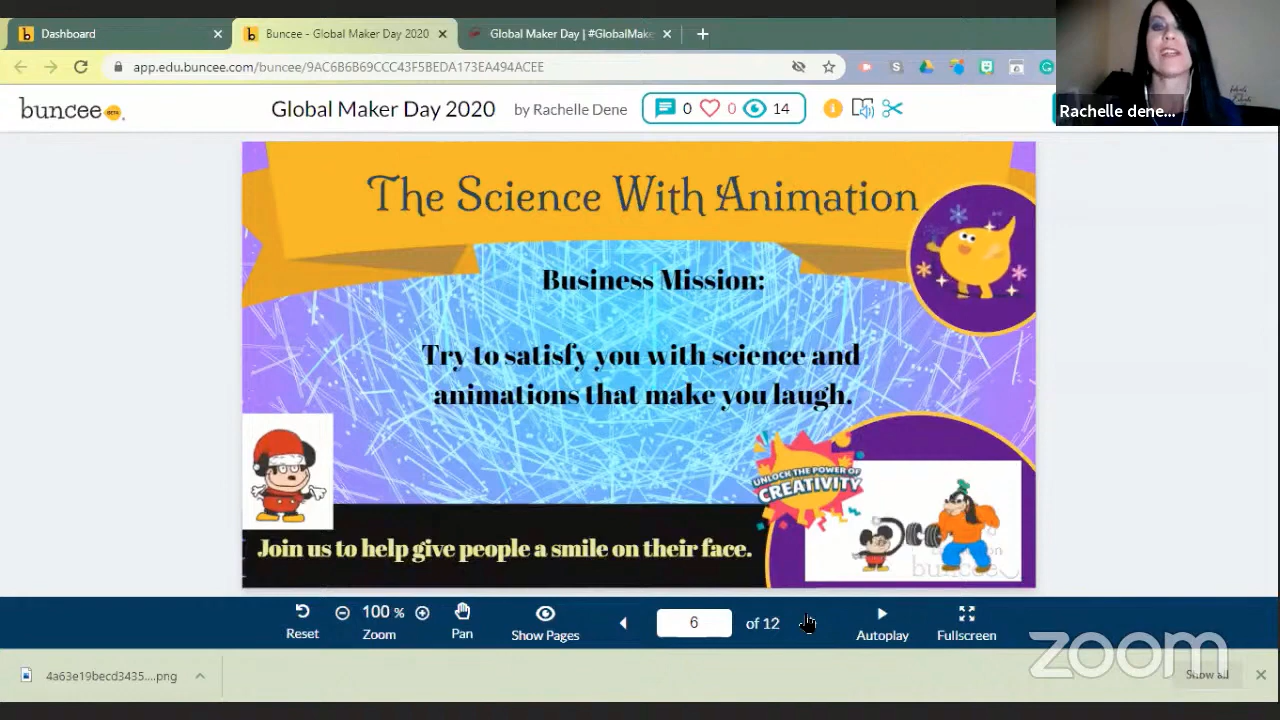 Dashboard
Buncee - Global Maker Day 2020
Global Maker Day | #GlobalMake
app.edu.buncee.com/buncee/9AC6B6B69CCC43F5BEDA173EA494ACEE
buncee
Global Maker Day 2020 by Rachelle Dene 0 0 14
Rachelle dene...
The Science With Animation
Business Mission:
Try to satisfy you with science and
animations that make you laugh.
UNLOCK THE POWER OF
CREATIVITY
buncee
Join us to help give people a smile on their face.
Reset
100 %
Zoom
Pan
Show Pages
6 of 12
Autoplay
Fullscreen
zoom
4a63e19becd3435....png
Show all